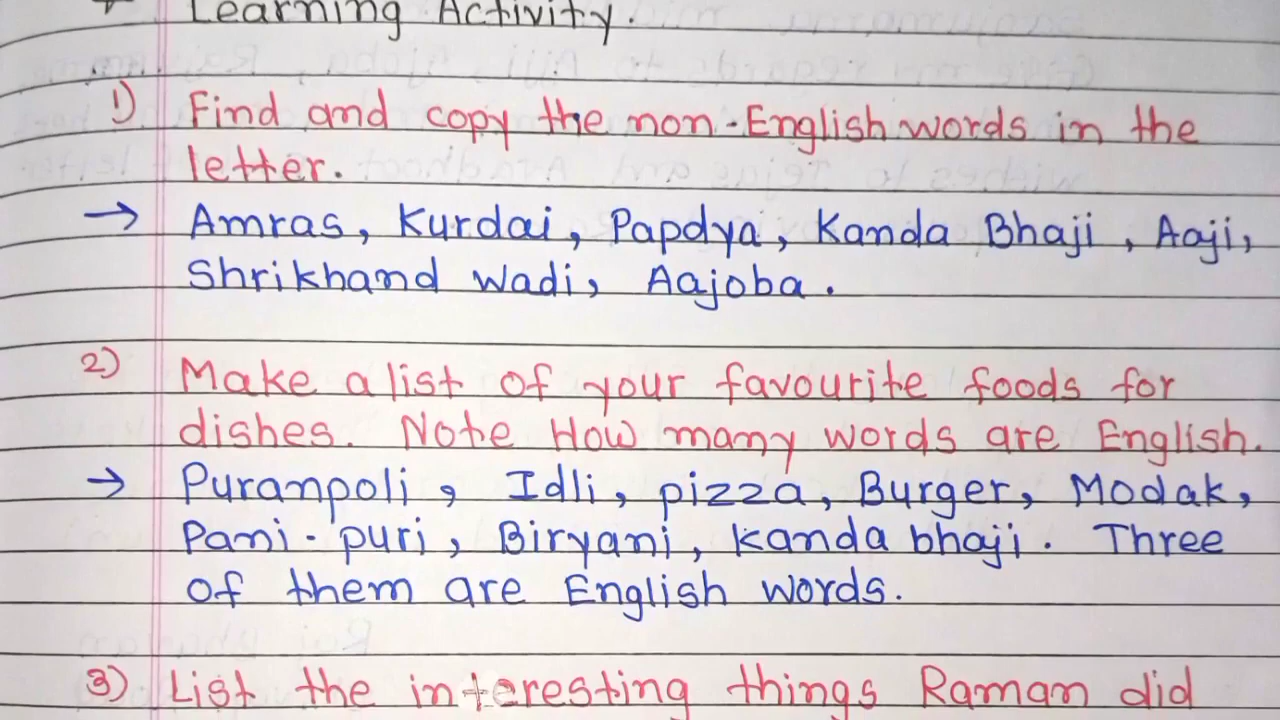 Learning Activity.
1) Find and copy the non-English words in the
letter.
→ Amras, Kurdai, Papdya, Kanda Bhaji, Aaji,
Shrikhand wadi, Aajoba.
2) Make a list of your favourite foods for
dishes. Note How many words are English.
→ Puranpoli, Idli, pizza, Burger, Modak,
Pani-puri, Biryani, kanda bhaji. Three
of them are English words.
3) List the interesting things Raman did